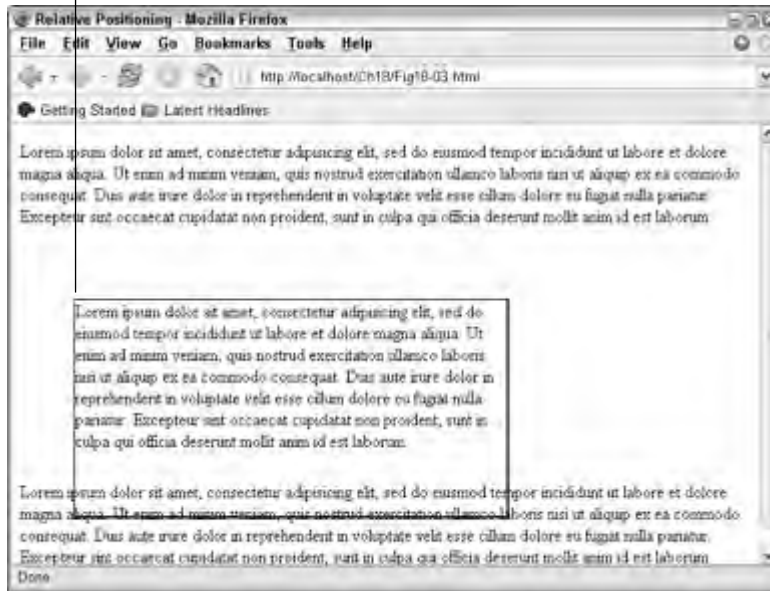 Relative Positioning - Mozilla Firefox
File Edit View Go Bookmarks Tools Help
http://localhost/Ch18/Fig18-03.html
Getting Started Latest Headlines
Lorem ipsum dolor sit amet, consectetur adipisicing elit, sed do eiusmod tempor incididunt ut labore et dolore
magna aliqua. Ut enim ad minim veniam, quis nostrud exercitation ullamco laboris nisi ut aliquip ex ea commodo
consequat. Duis aute irure dolor in reprehenderit in voluptate velit esse cillum dolore eu fugiat nulla pariatur.
Excepteur sint occaecat cupidatat non proident, sunt in culpa qui officia deserunt mollit anim id est laborum.
Lorem ipsum dolor sit amet, consectetur adipisicing elit, sed do
eiusmod tempor incididunt ut labore et dolore magna aliqua. Ut
enim ad minim veniam, quis nostrud exercitation ullamco laboris
nisi ut aliquip ex ea commodo consequat. Duis aute irure dolor in
reprehenderit in voluptate velit esse cillum dolore eu fugiat nulla
pariatur. Excepteur sint occaecat cupidatat non proident, sunt in
culpa qui officia deserunt mollit anim id est laborum.
Lorem ipsum dolor sit amet, consectetur adipisicing elit, sed do eiusmod tempor incididunt ut labore et dolore
magna aliqua. Ut enim ad minim veniam, quis nostrud exercitation ullamco laboris nisi ut aliquip ex ea commodo
consequat. Duis aute irure dolor in reprehenderit in voluptate velit esse cillum dolore eu fugiat nulla pariatur.
Excepteur sint occaecat cupidatat non proident, sunt in culpa qui officia deserunt mollit anim id est laborum.
Done